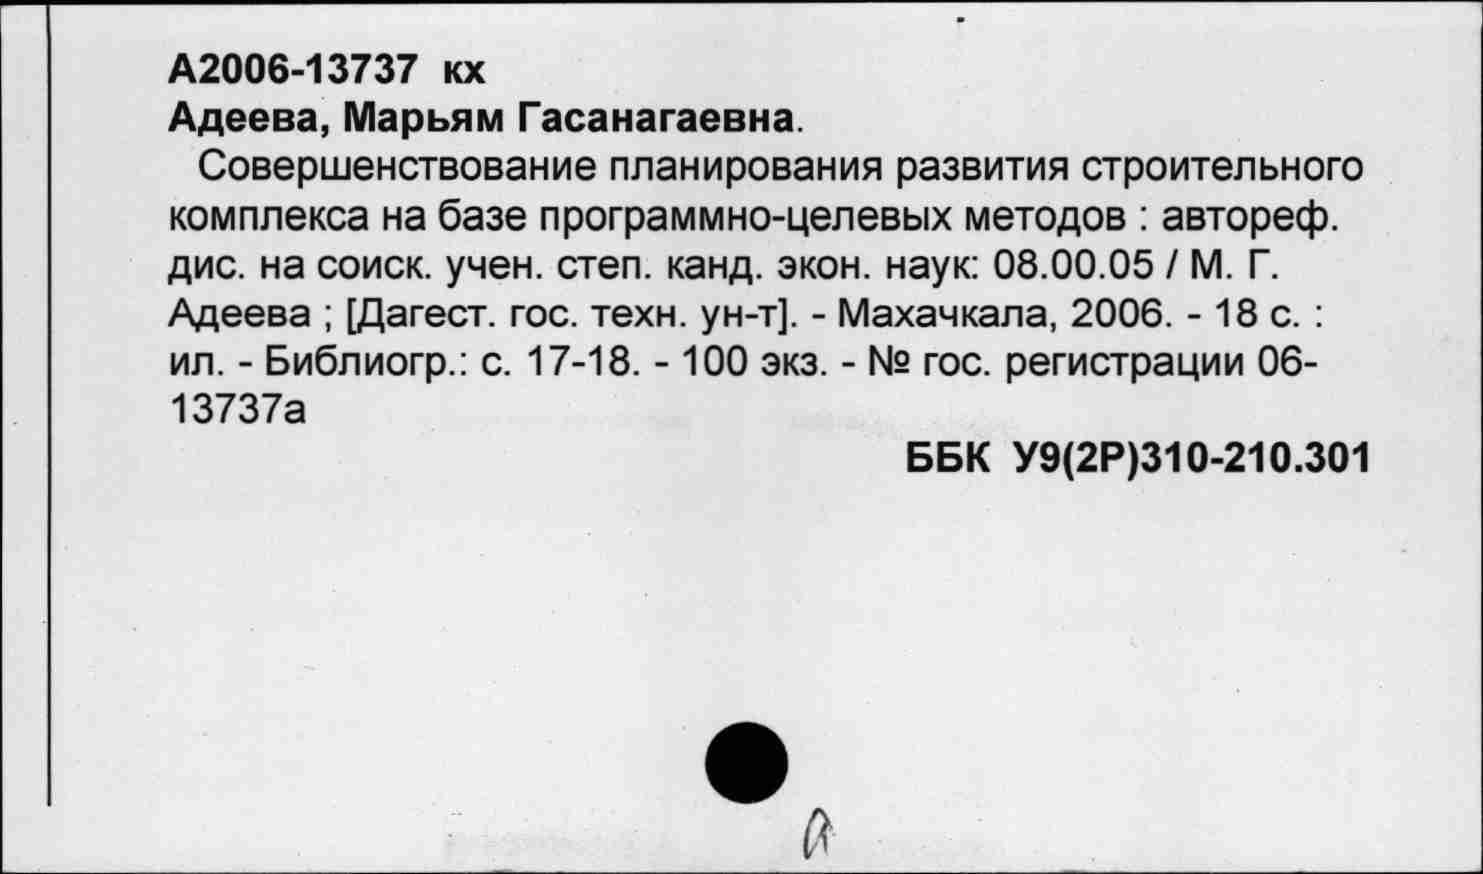 А2006-13737 кх
Адеева, Марьям Гасанагаевна.
Совершенствование планирования развития строительного
комплекса на базе программно-целевых методов : автореф.
дис. на соиск. учен. степ. канд. экон. наук: 08.00.05 / М. Г.
Адеева ; [Дагест. гос. техн. ун-т]. - Махачкала, 2006. - 18 с. :
ил. - Библиогр.: с. 17-18. - 100 экз. - № гос. регистрации 06-
13737а
ББК У9(2Р)310-210.301